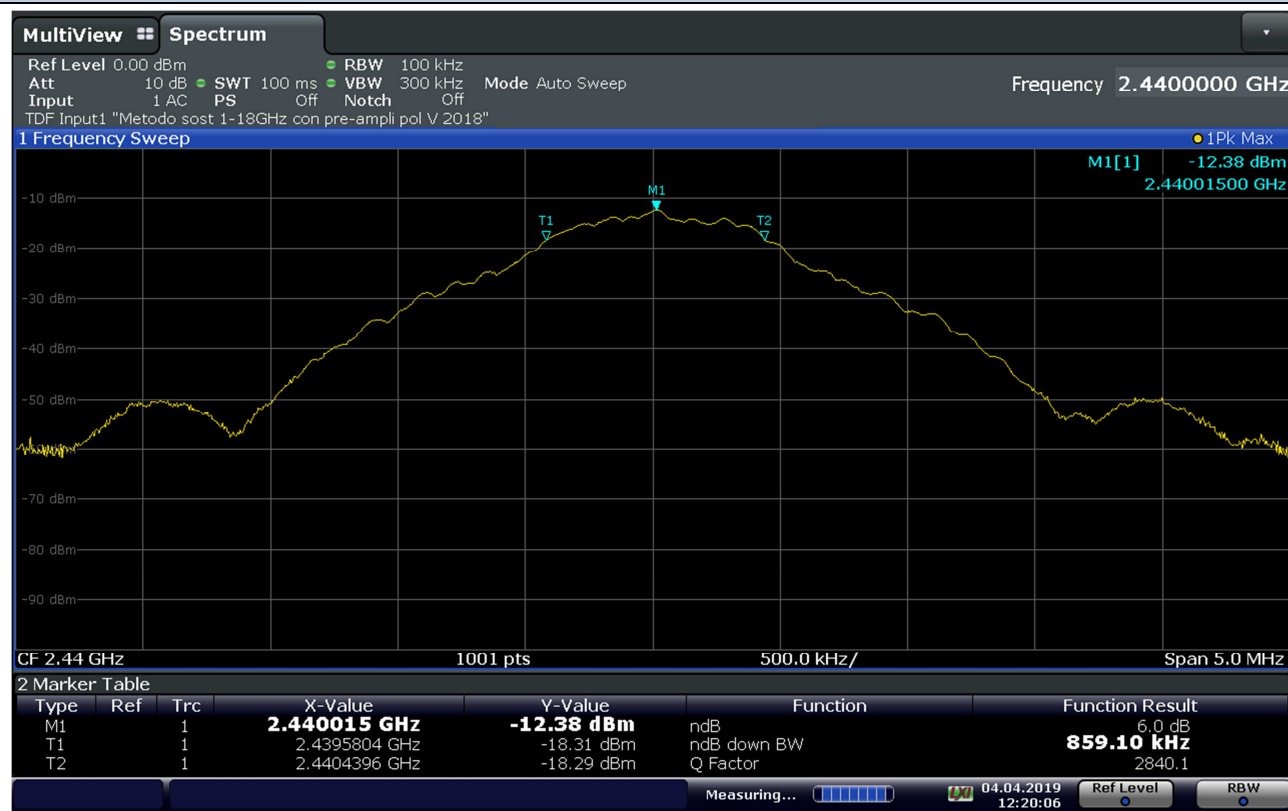 MultiView Spectrum
Ref Level 0.00 dBm RBW 100 kHz
Att 10 dB SWT 100 ms VBW 300 kHz Mode Auto Sweep
Input 1 AC PS Off Notch Off
Frequency 2.4400000 GHz
TDF Input1 "Metodo sost 1-18GHz con pre-ampli pol V 2018"
1 Frequency Sweep 1Pk Max
M1[1] -12.38 dBm
2.44001500 GHz
M1
-10 dBm
T1 T2
-20 dBm
-30 dBm
-40 dBm
-50 dBm
-70 dBm
-80 dBm
-90 dBm
CF 2.44 GHz 1001 pts 500.0 kHz/ Span 5.0 MHz
2 Marker Table
Type Ref Trc X-Value Y-Value Function Function Result
M1 1 2.440015 GHz -12.38 dBm ndB 6.0 dB
T1 1 2.4395804 GHz -18.31 dBm ndB down BW 859.10 kHz
T2 1 2.4404396 GHz -18.29 dBm Q Factor 2840.1
Measuring... LXI 04.04.2019 Ref Level RBW
12:20:06